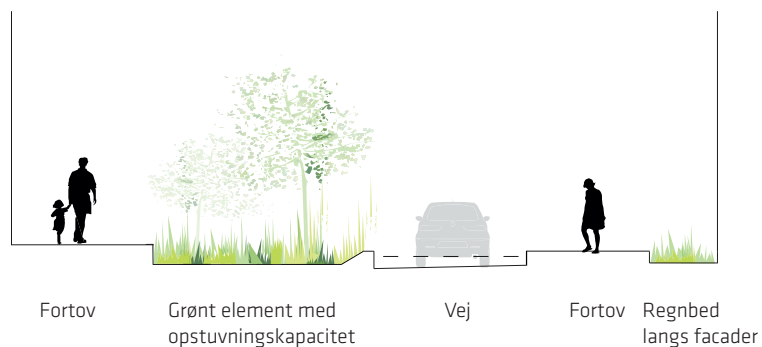 Fortov
Grønt element med
opstuvningskapacitet
Vej
Fortov
Regnbed
langs facader